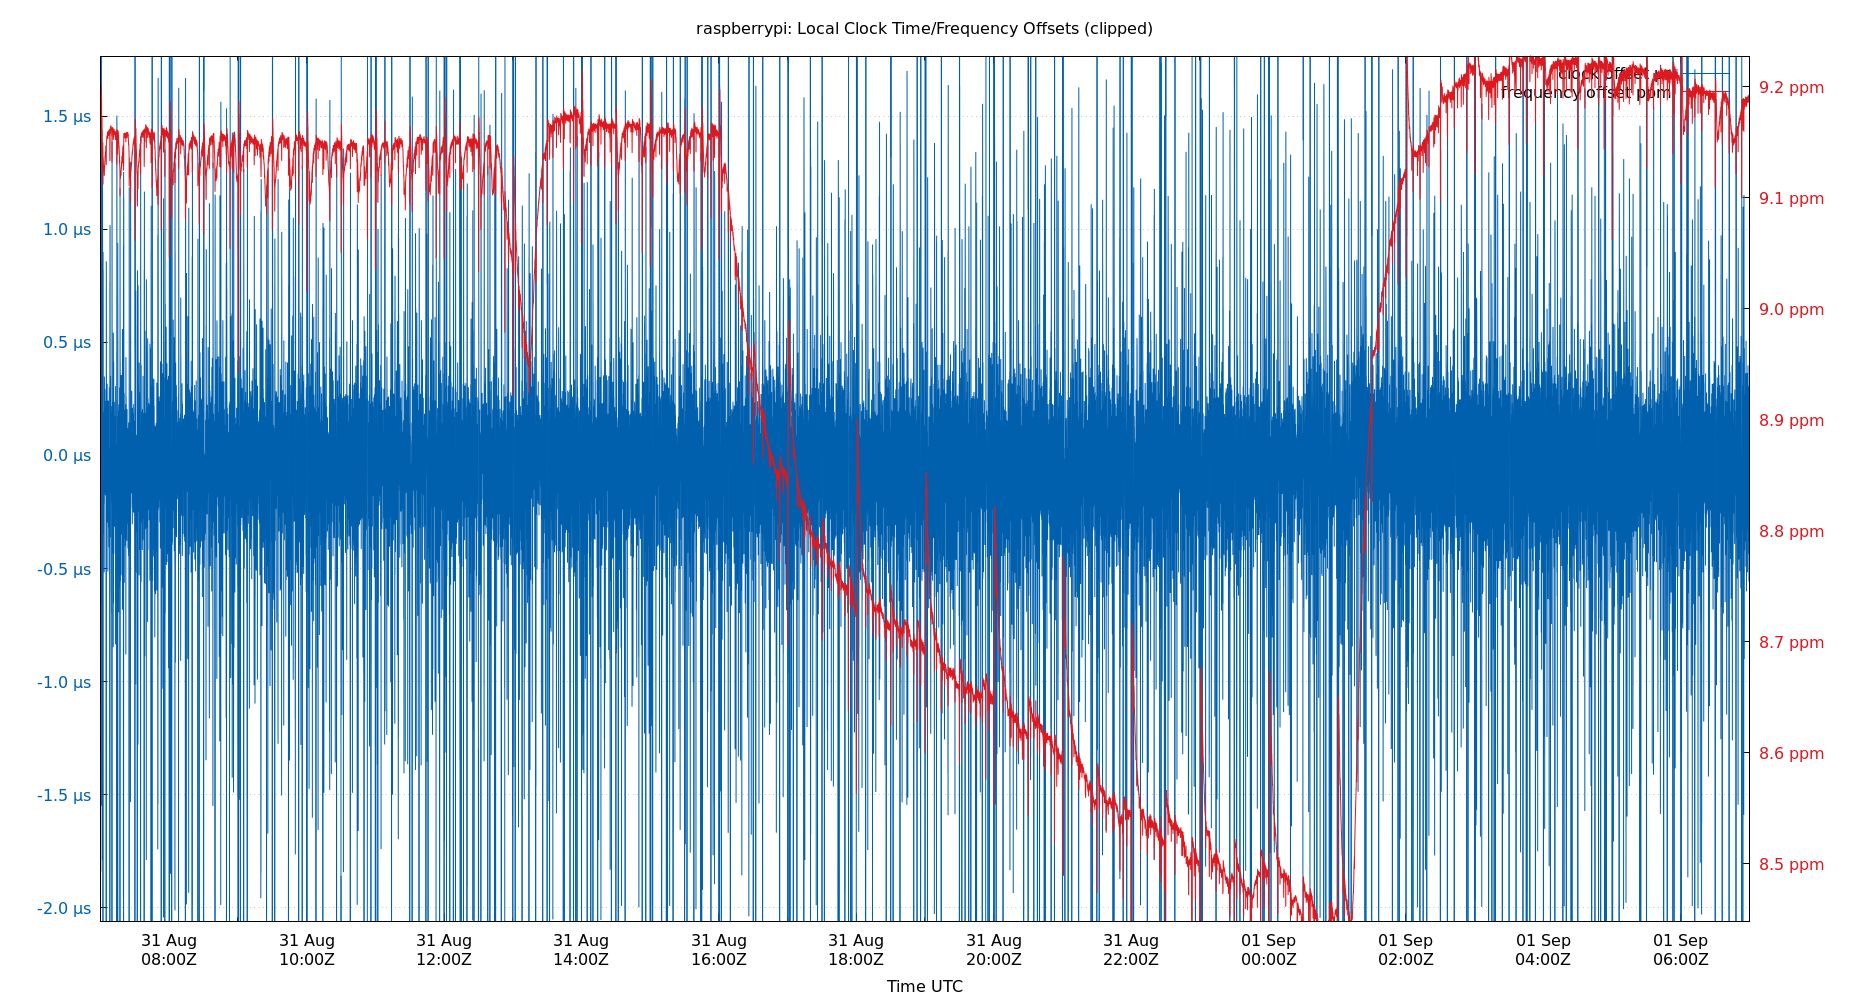 raspberrypi: Local Clock Time/Frequency Offsets (clipped)
clock offset
frequency offset ppm
1.5 µs
1.0 µs
0.5 µs
0.0 µs
-0.5 µs
-1.0 µs
-1.5 µs
-2.0 µs
9.2 ppm
9.1 ppm
9.0 ppm
8.9 ppm
8.8 ppm
8.7 ppm
8.6 ppm
8.5 ppm
31 Aug 31 Aug 31 Aug 31 Aug 31 Aug 31 Aug 31 Aug 31 Aug 01 Sep 01 Sep 01 Sep 01 Sep
08:00Z 10:00Z 12:00Z 14:00Z 16:00Z 18:00Z 20:00Z 22:00Z 00:00Z 02:00Z 04:00Z 06:00Z
Time UTC